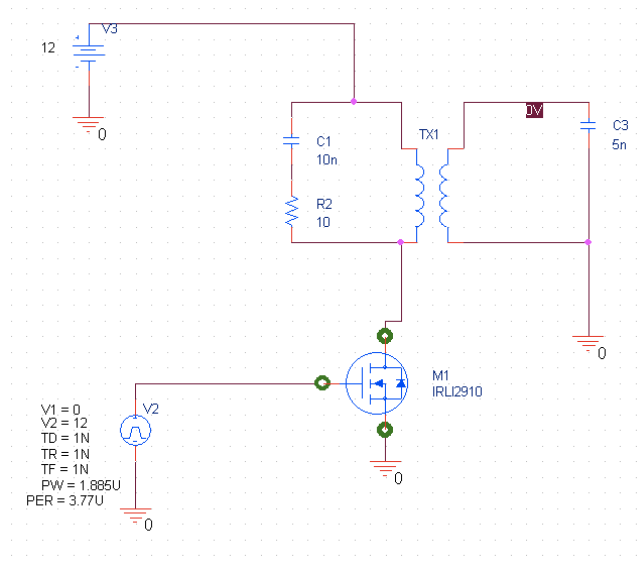 V3
12
0
C1
10n
R2
10
TX1
0V
C3
5n
0
M1
IRLI2910
0
V1 = 0
V2 = 12
TD = 1N
TR = 1N
TF = 1N
PW = 1.885U
PER = 3.77U
V2
0